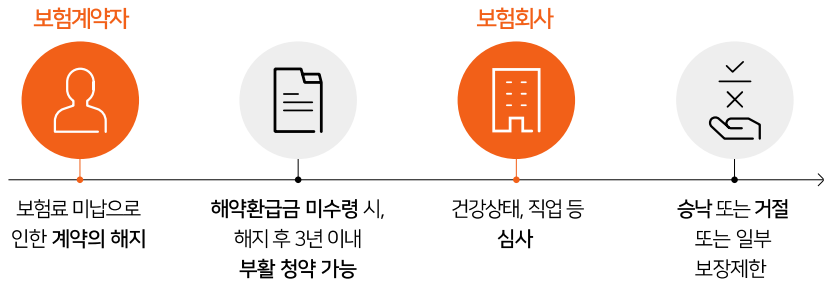 보험계약자
보험료 미납으로
인한 계약의 해지
해약환급금 미수령 시,
해지 후 3년 이내
부활 청약 가능
보험회사
건강상태, 직업 등
심사
승낙 또는 거절
또는 일부
보장제한